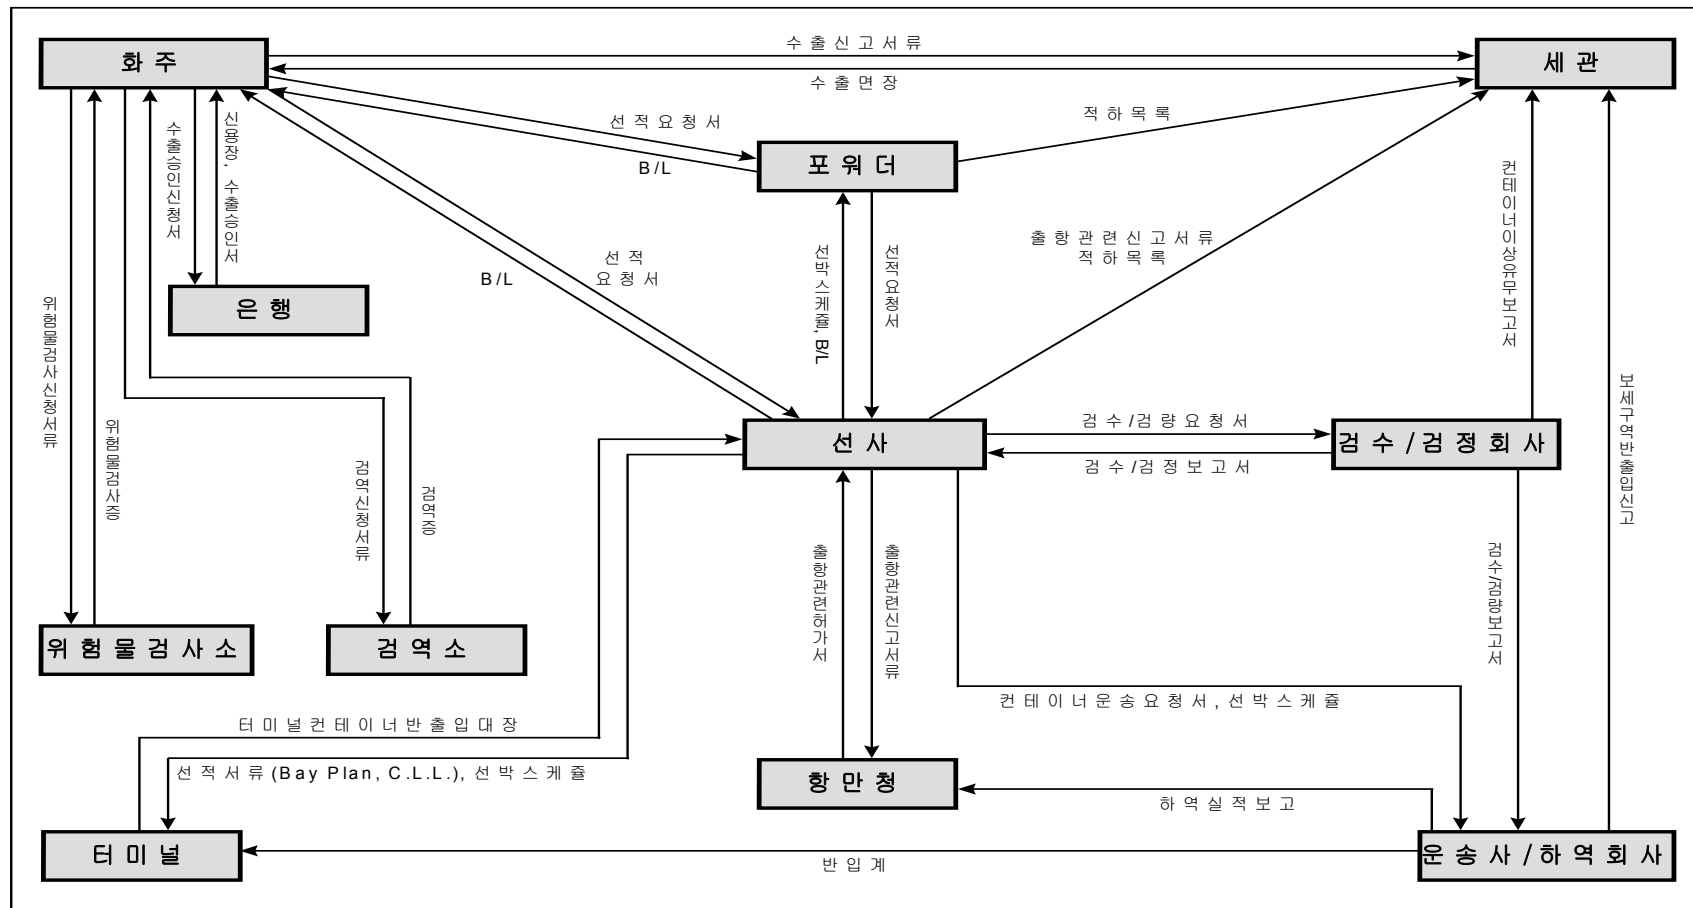 수출신고서류
화주
세관
수출면장
적하목록
선적요청서
포워더
B/L
수출승인신청서
신용장, 수출승인서
컨테이너이상유무보고서
출항관련신고서류
적하목록
선적
요청서
B/L
선박스케쥴, B/L
선적요청서
은행
위험물검사신청서류
위험물검사증
검역신청서류
검역증
보세구역반출입신고
검수/검량요청서
선사
검수/검정회사
검수/검정보고서
출항관련허가서
출항관련신고서류
검수/검량보고서
위험물검사소
검역소
컨테이너운송요청서, 선박스케쥴
터미널컨테이너반출입대장
선적서류(Bay Plan, C.L.L.), 선박스케쥴
항만청
하역실적보고
터미널
반입계
운송사/하역회사